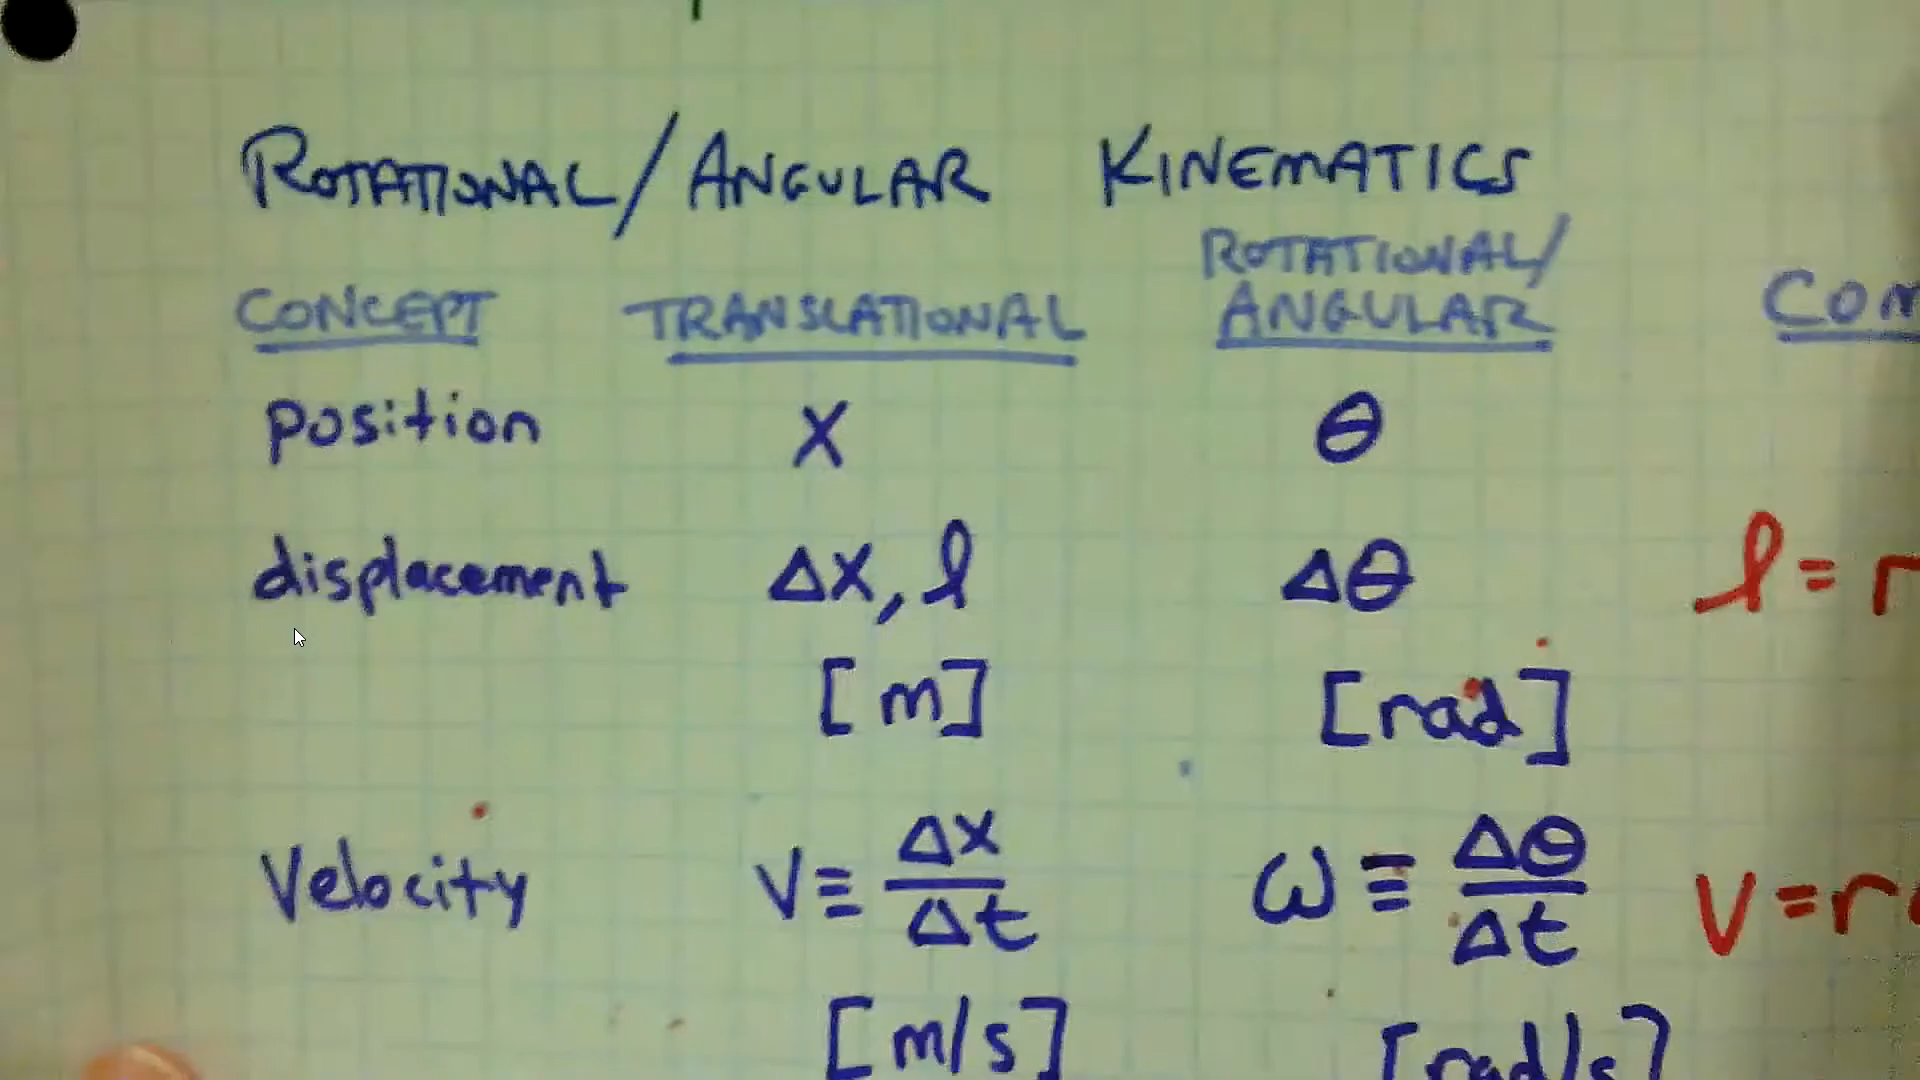 ROTATIONAL/ANGULAR KINEMATICS
CONCEPT TRANSLATIONAL ROTATIONAL/
ANGULAR
position x θ
displacement Δx, l Δθ l = r
[m] [rad]
Velocity v ≡ Δx/Δt ω ≡ Δθ/Δt v = r
[m/s] [rad/s]